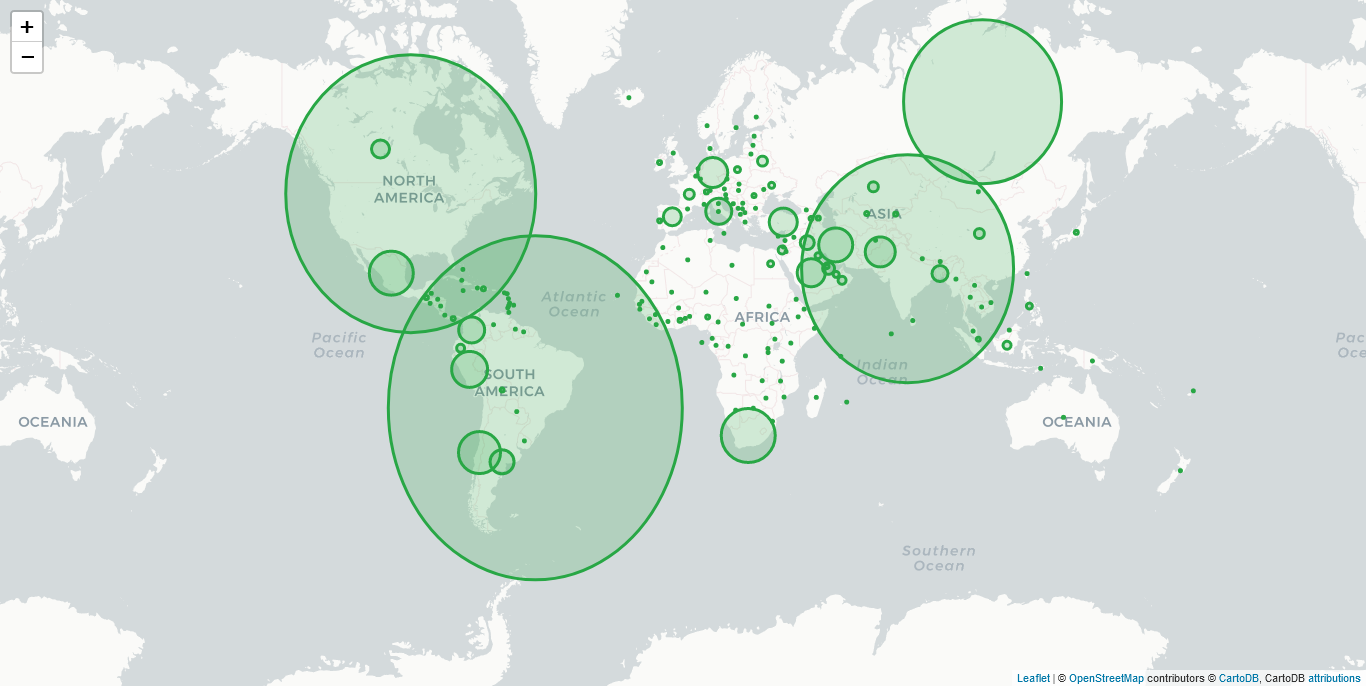 +
−
NORTH
AMERICA
ASIA
Atlantic
Ocean
AFRICA
Pacific
Ocean
Pac
Oce
Indian
Ocean
SOUTH
AMERICA
OCEANIA
OCEANIA
Southern
Ocean
Leaflet | © OpenStreetMap contributors © CartoDB, CartoDB attributions